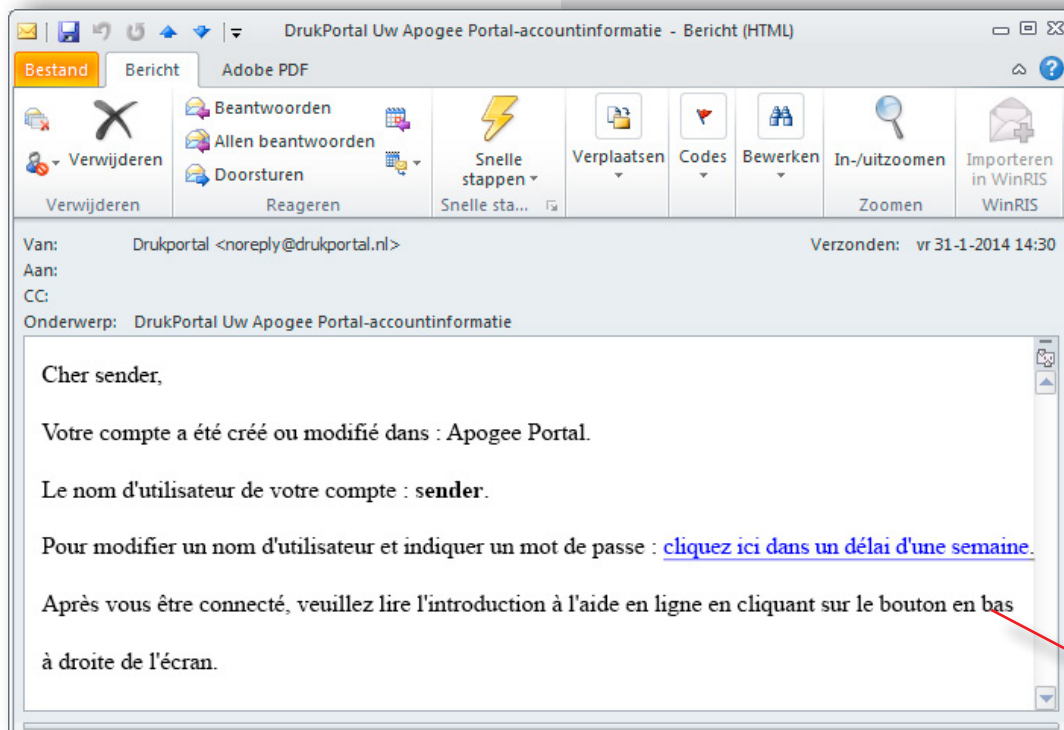 DrukPortal Uw Apogee Portal-accountinformatie - Bericht (HTML)
Bestand Bericht Adobe PDF
Verwijderen
Beantwoorden
Allen beantwoorden
Doorsturen
Snelle
stappen
Verplaatsen
Codes
Bewerken
In-/uitzoomen
Importeren
in WinRIS
Verwijderen Reageren Snelle sta... Zoomen WinRIS
Van: Drukportal <noreply@drukportal.nl> Verzonden: vr 31-1-2014 14:30
Aan:
CC:
Onderwerp: DrukPortal Uw Apogee Portal-accountinformatie
Cher sender,
Votre compte a été créé ou modifié dans : Apogee Portal.
Le nom d'utilisateur de votre compte : sender.
Pour modifier un nom d'utilisateur et indiquer un mot de passe : cliquez ici dans un délai d'une semaine.
Après vous être connecté, veuillez lire l'introduction à l'aide en ligne en cliquant sur le bouton en bas
à droite de l'écran.